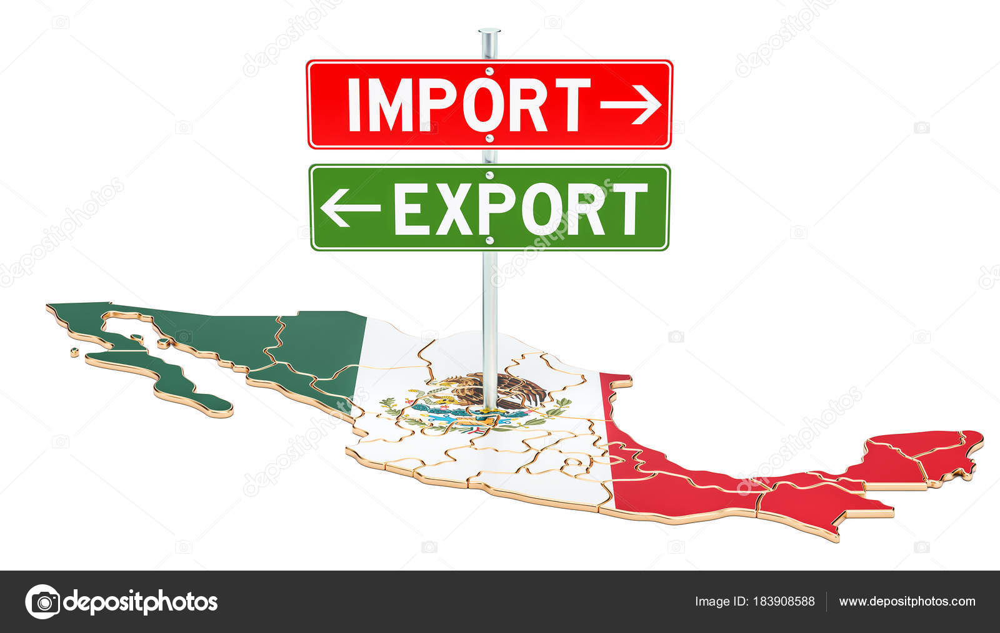 IMPORT →
← EXPORT
depositphotos
Image ID: 183908588
www.depositphotos.com